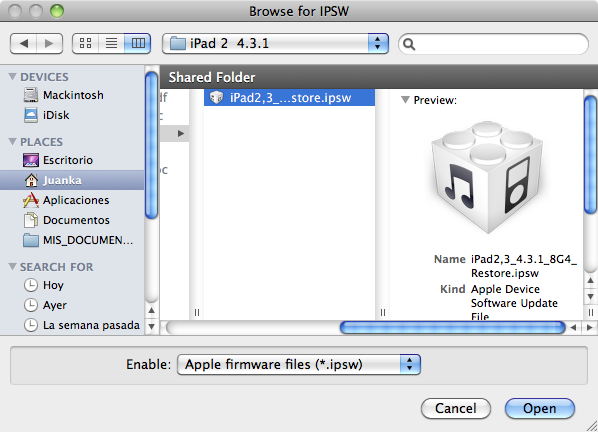 Browse for IPSW
iPad 2 4.3.1
DEVICES
Mackintosh
iDisk
PLACES
Escritorio
Juanka
Aplicaciones
Documentos
MIS_DOCUMEN...
SEARCH FOR
Hoy
Ayer
La semana pasada
Shared Folder
df
c
oc
iPad2,3_...store.ipsw
Preview:
Name iPad2,3_4.3.1_8G4_
Restore.ipsw
Kind Apple Device
Software Update
File
Enable: Apple firmware files (*.ipsw)
Cancel
Open